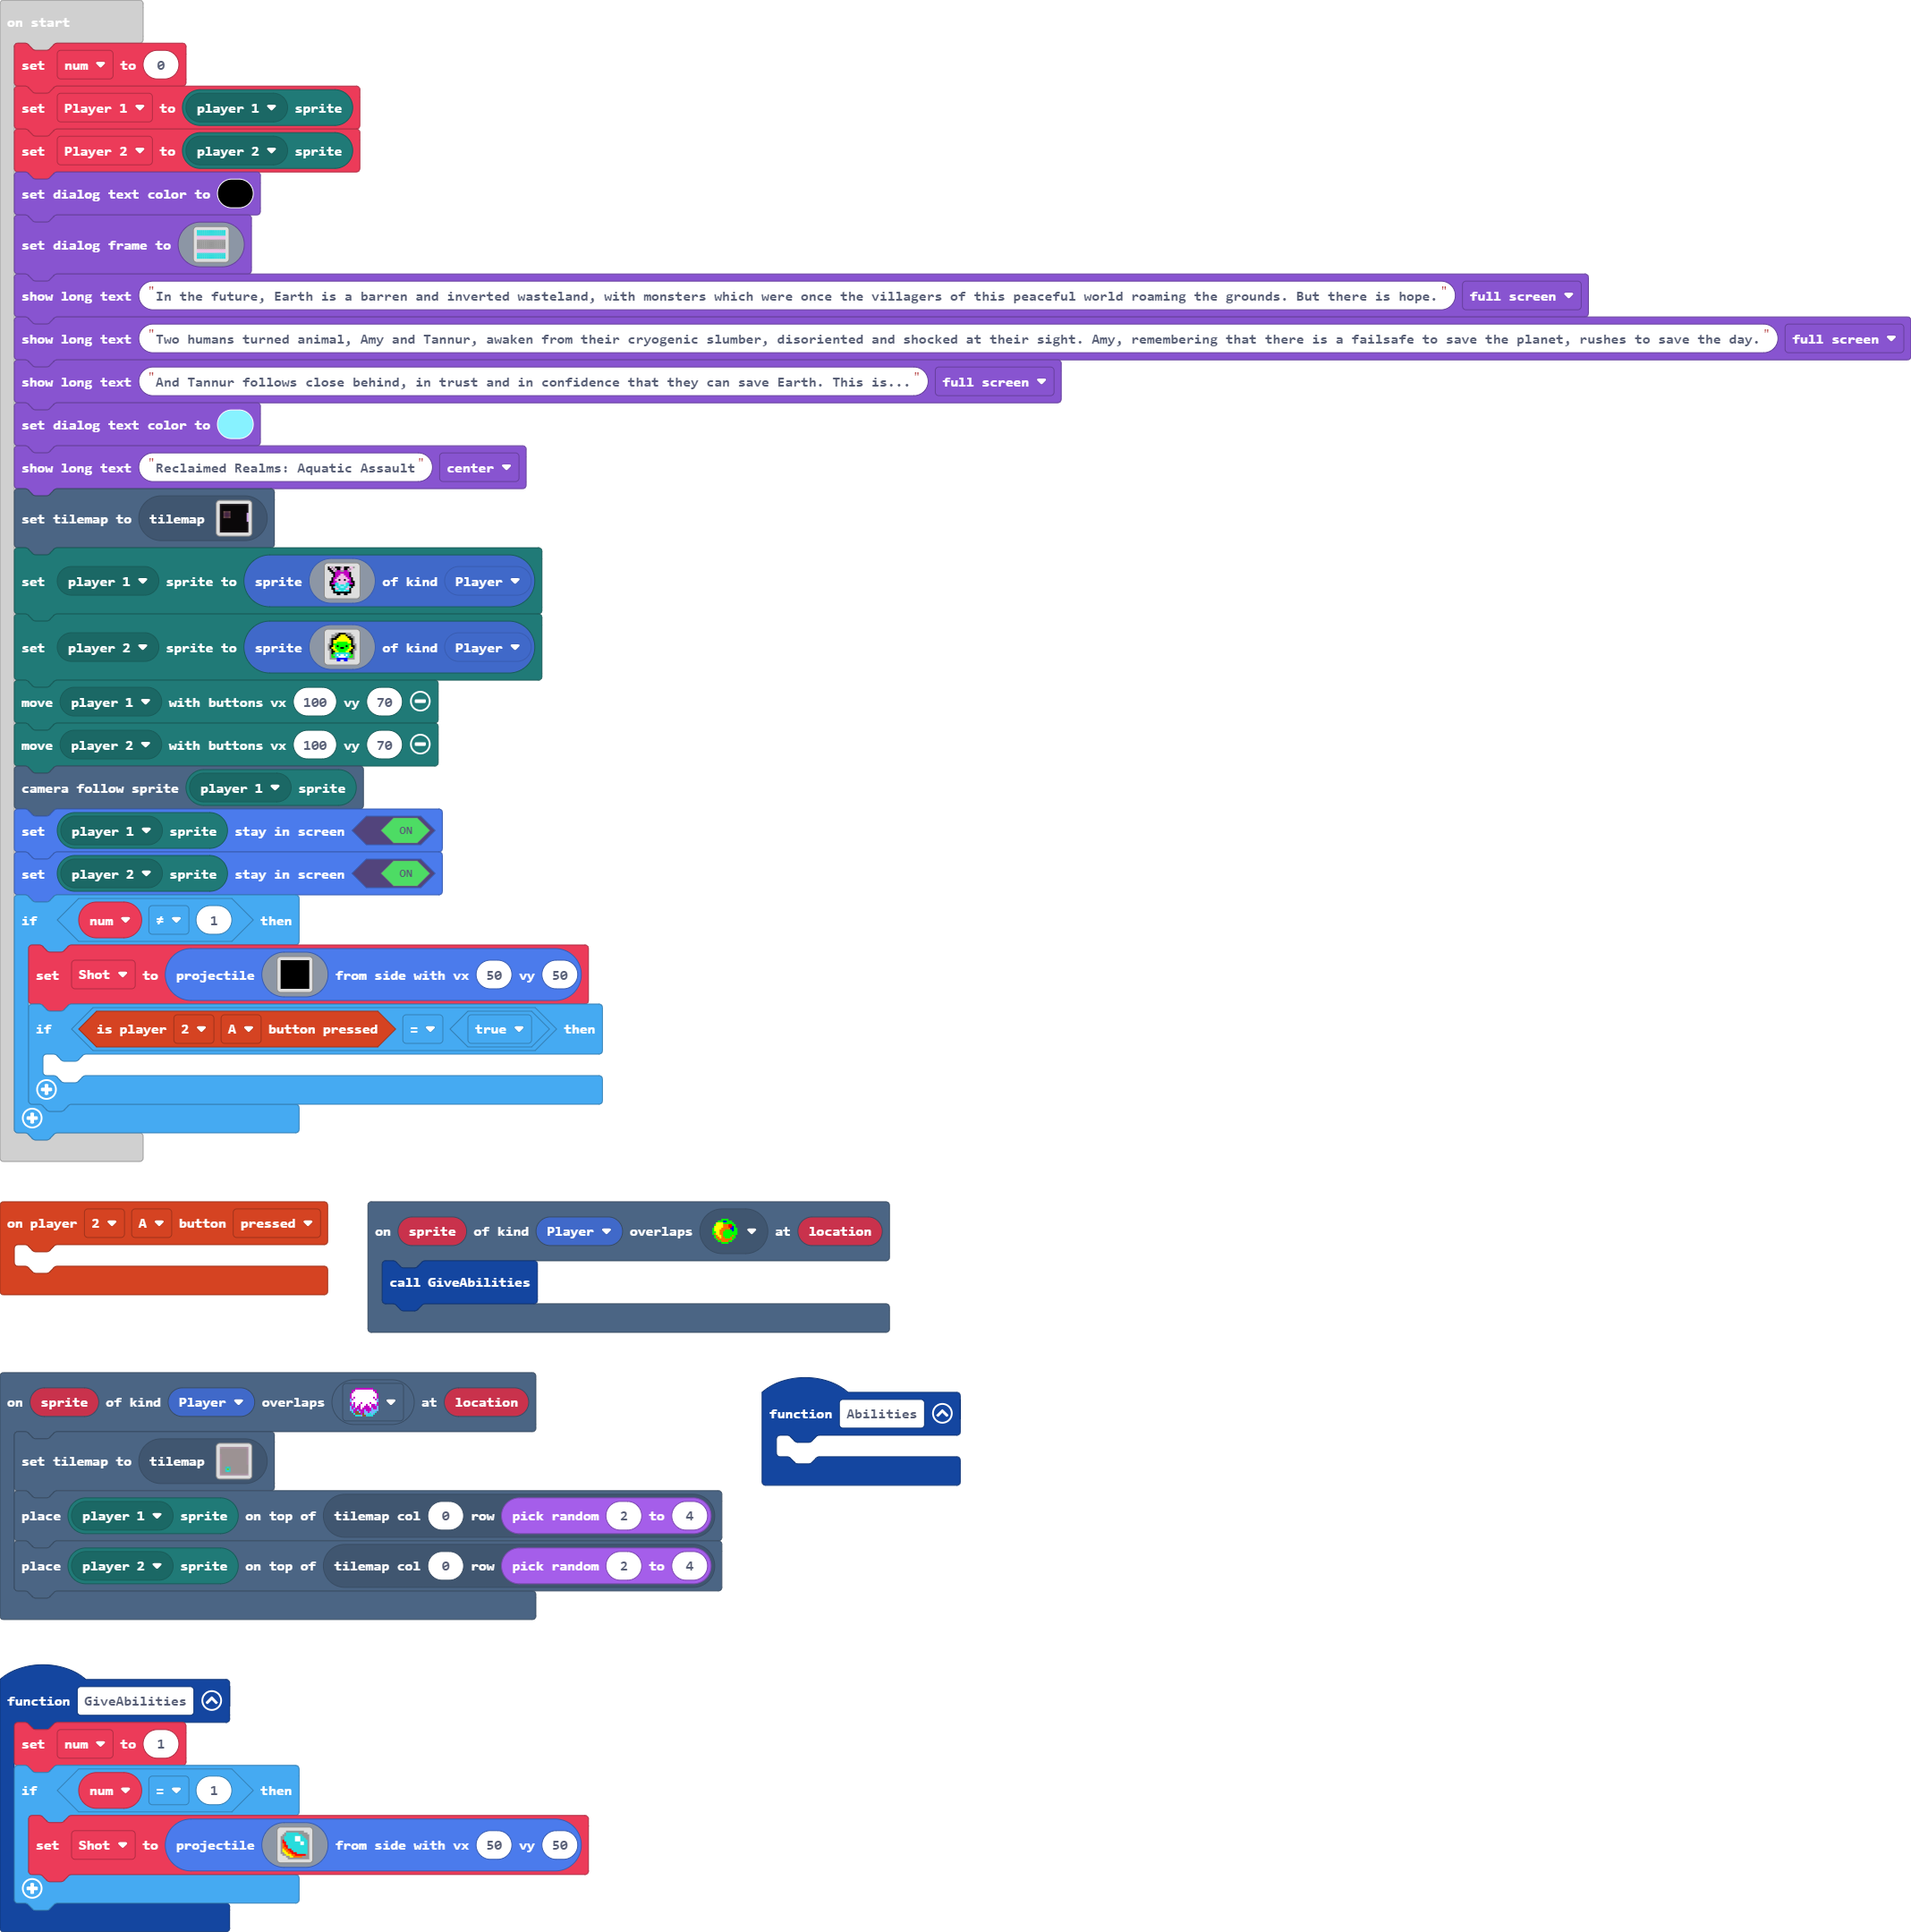 on start
set num to 0
set Player 1 to player 1 sprite
set Player 2 to player 2 sprite
set dialog text color to
set dialog frame to
show long text "In the future, Earth is a barren and inverted wasteland, with monsters which were once the villagers of this peaceful world roaming the grounds. But there is hope." full screen
show long text "Two humans turned animal, Amy and Tannur, awaken from their cryogenic slumber, disoriented and shocked at their sight. Amy, remembering that there is a failsafe to save the planet, rushes to save the day." full screen
show long text "And Tannur follows close behind, in trust and in confidence that they can save Earth. This is..." full screen
set dialog text color to
show long text "Reclaimed Realms: Aquatic Assault" center
set tilemap to tilemap
set player 1 sprite to sprite of kind Player
set player 2 sprite to sprite of kind Player
move player 1 with buttons vx 100 vy 70
move player 2 with buttons vx 100 vy 70
camera follow sprite player 1 sprite
set player 1 sprite stay in screen ON
set player 2 sprite stay in screen ON
if num ≠ 1 then
set Shot to projectile from side with vx 50 vy 50
if is player 2 A button pressed = true then
on player 2 A button pressed
on sprite of kind Player overlaps at location
call GiveAbilities
on sprite of kind Player overlaps at location
set tilemap to tilemap
place player 1 sprite on top of tilemap col 0 row pick random 2 to 4
place player 2 sprite on top of tilemap col 0 row pick random 2 to 4
function Abilities
function GiveAbilities
set num to 1
if num = 1 then
set Shot to projectile from side with vx 50 vy 50